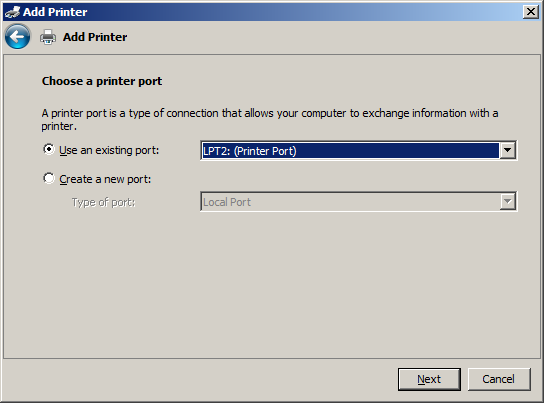 Add Printer
Add Printer
Choose a printer port
A printer port is a type of connection that allows your computer to exchange information with a
printer.
Use an existing port: LPT2: (Printer Port)
Create a new port:
Type of port: Local Port
Next Cancel